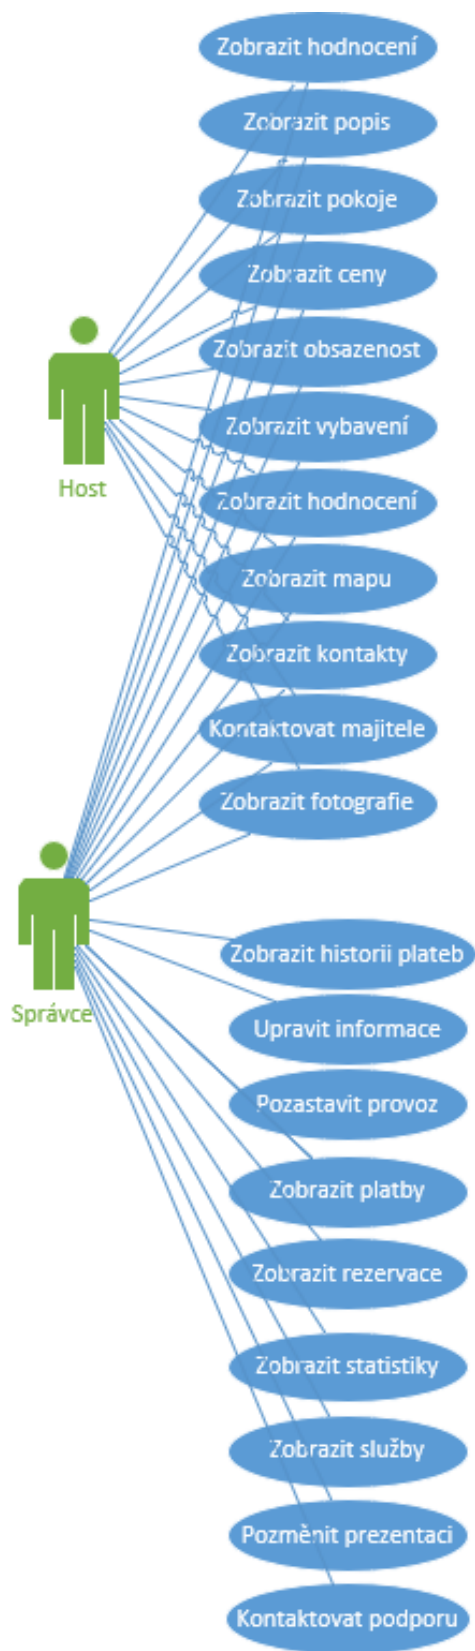 Zobrazit hodnocení
Zobrazit popis
Zobrazit pokoje
Zobrazit ceny
Zobrazit obsazenost
Zobrazit vybavení
Host
Zobrazit hodnocení
Zobrazit mapu
Zobrazit kontakty
Kontaktovat majitele
Zobrazit fotografie
Zobrazit historii plateb
Správce
Upravit informace
Pozastavit provoz
Zobrazit platby
Zobrazit rezervace
Zobrazit statistiky
Zobrazit služby
Pozměnit prezentaci
Kontaktovat podporu